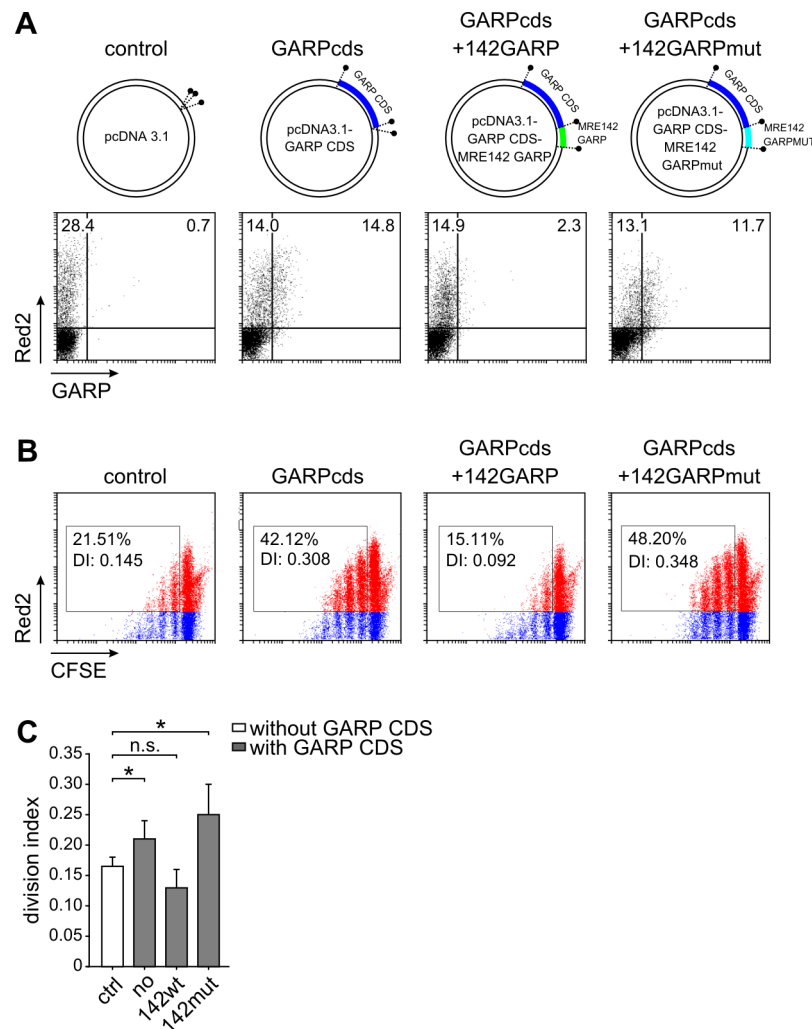 A
control
GARPcds
GARPcds
+142GARP
GARPcds
+142GARPmut
pcDNA 3.1
GARP CDS
pcDNA3.1-
GARP CDS
GARP CDS
MRE142
GARP
pcDNA3.1-
GARP CDS-
MRE142 GARP
GARP CDS
MRE142
GARPMUT
pcDNA3.1-
GARP CDS-
MRE142
GARPmut
28.4 0.7
14.0 14.8
14.9 2.3
13.1 11.7
Red2
GARP
B
control
GARPcds
GARPcds
+142GARP
GARPcds
+142GARPmut
21.51%
DI: 0.145
42.12%
DI: 0.308
15.11%
DI: 0.092
48.20%
DI: 0.348
Red2
CFSE
C
without GARP CDS
with GARP CDS
*
n.s.
*
division index
0.35
0.30
0.25
0.20
0.15
0.10
0.05
0
ctrl
no
142wt
142mut